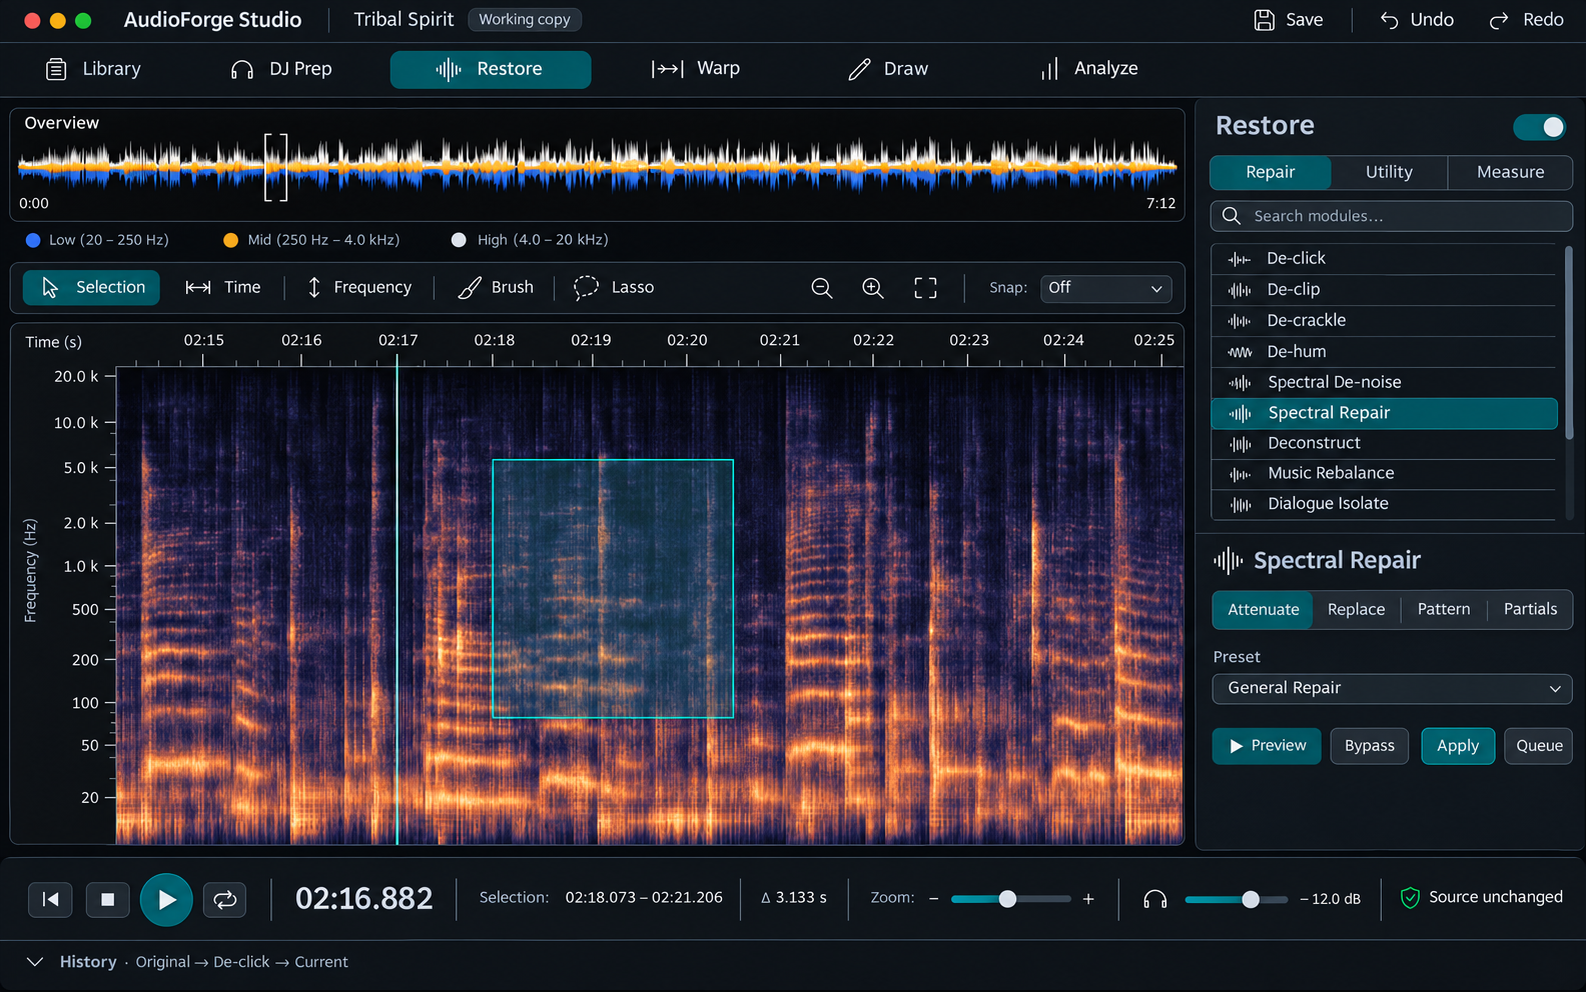 AudioForge Studio Tribal Spirit Working copy Save Undo Redo
Library DJ Prep Restore Warp Draw Analyze
Overview
0:00 7:12
Low (20 – 250 Hz) Mid (250 Hz – 4.0 kHz) High (4.0 – 20 kHz)
Selection Time Frequency Brush Lasso Snap: Off
Time (s) 02:15 02:16 02:17 02:18 02:19 02:20 02:21 02:22 02:23 02:24 02:25
Frequency (Hz)
20.0 k
10.0 k
5.0 k
2.0 k
1.0 k
500
200
100
50
20
Restore
Repair Utility Measure
Search modules...
De-click
De-clip
De-crackle
De-hum
Spectral De-noise
Spectral Repair
Deconstruct
Music Rebalance
Dialogue Isolate
Spectral Repair
Attenuate Replace Pattern Partials
Preset
General Repair
Preview Bypass Apply Queue
02:16.882 Selection: 02:18.073 – 02:21.206 Δ 3.133 s Zoom: − + − 12.0 dB Source unchanged
History · Original → De-click → Current